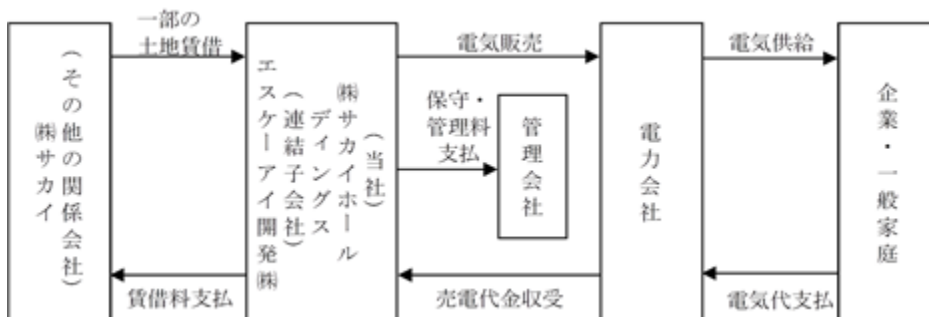 ㈱サカイ
(その他の関係会社)
一部の
土地賃借
賃借料支払
㈱サカイホール
ディングス
(当社)
エスケーアイ開発㈱
(連結子会社)
電気販売
保守・
管理料
支払
管理会社
売電代金収受
電力会社
電気供給
電気代支払
企業・一般家庭